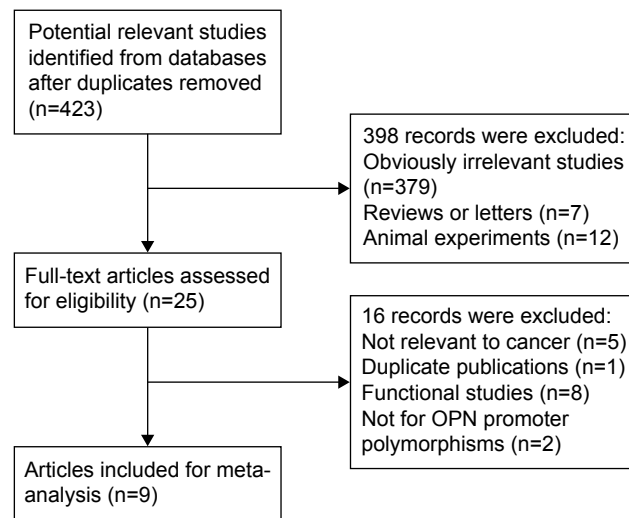 Potential relevant studies
identified from databases
after duplicates removed
(n=423)
398 records were excluded:
Obviously irrelevant studies
(n=379)
Reviews or letters (n=7)
Animal experiments (n=12)
Full-text articles assessed
for eligibility (n=25)
16 records were excluded:
Not relevant to cancer (n=5)
Duplicate publications (n=1)
Functional studies (n=8)
Not for OPN promoter
polymorphisms (n=2)
Articles included for meta-
analysis (n=9)